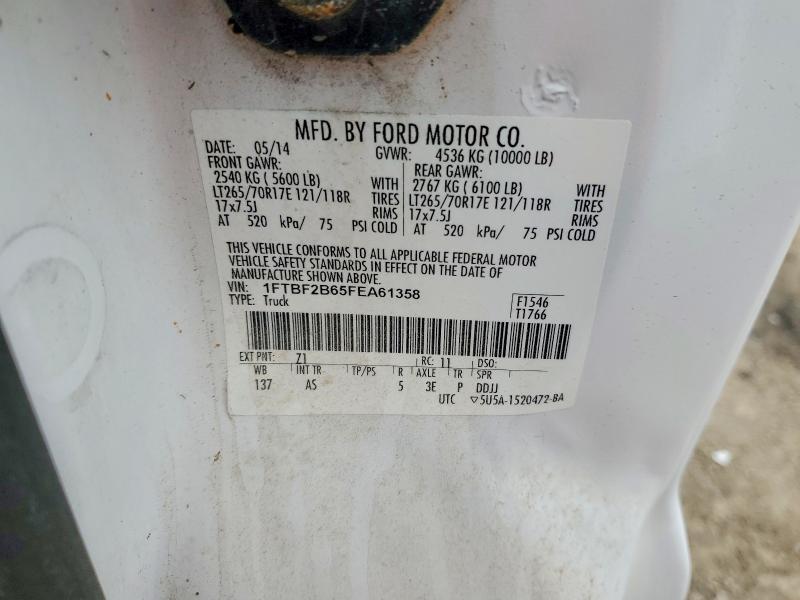 MFD. BY FORD MOTOR CO.
DATE: 05/14 GVWR: 4536 KG (10000 LB)
FRONT GAWR: REAR GAWR:
2540 KG ( 5600 LB) WITH 2767 KG ( 6100 LB) WITH
LT265/70R17E 121/118R TIRES LT265/70R17E 121/118R TIRES
17x7.5J RIMS 17x7.5J RIMS
AT 520 kPa/ 75 PSI COLD AT 520 kPa/ 75 PSI COLD
THIS VEHICLE CONFORMS TO ALL APPLICABLE FEDERAL MOTOR
VEHICLE SAFETY STANDARDS IN EFFECT ON THE DATE OF
MANUFACTURE SHOWN ABOVE.
VIN: 1FTBF2B65FEA61358 F1546
TYPE: Truck T1766
EXT PNT: Z1 RC: 11 DSO:
WB INT TR TP/PS R AXLE TR SPR
137 AS 5 3E P DDJJ
UTC ▽5U5A-1520472-BA